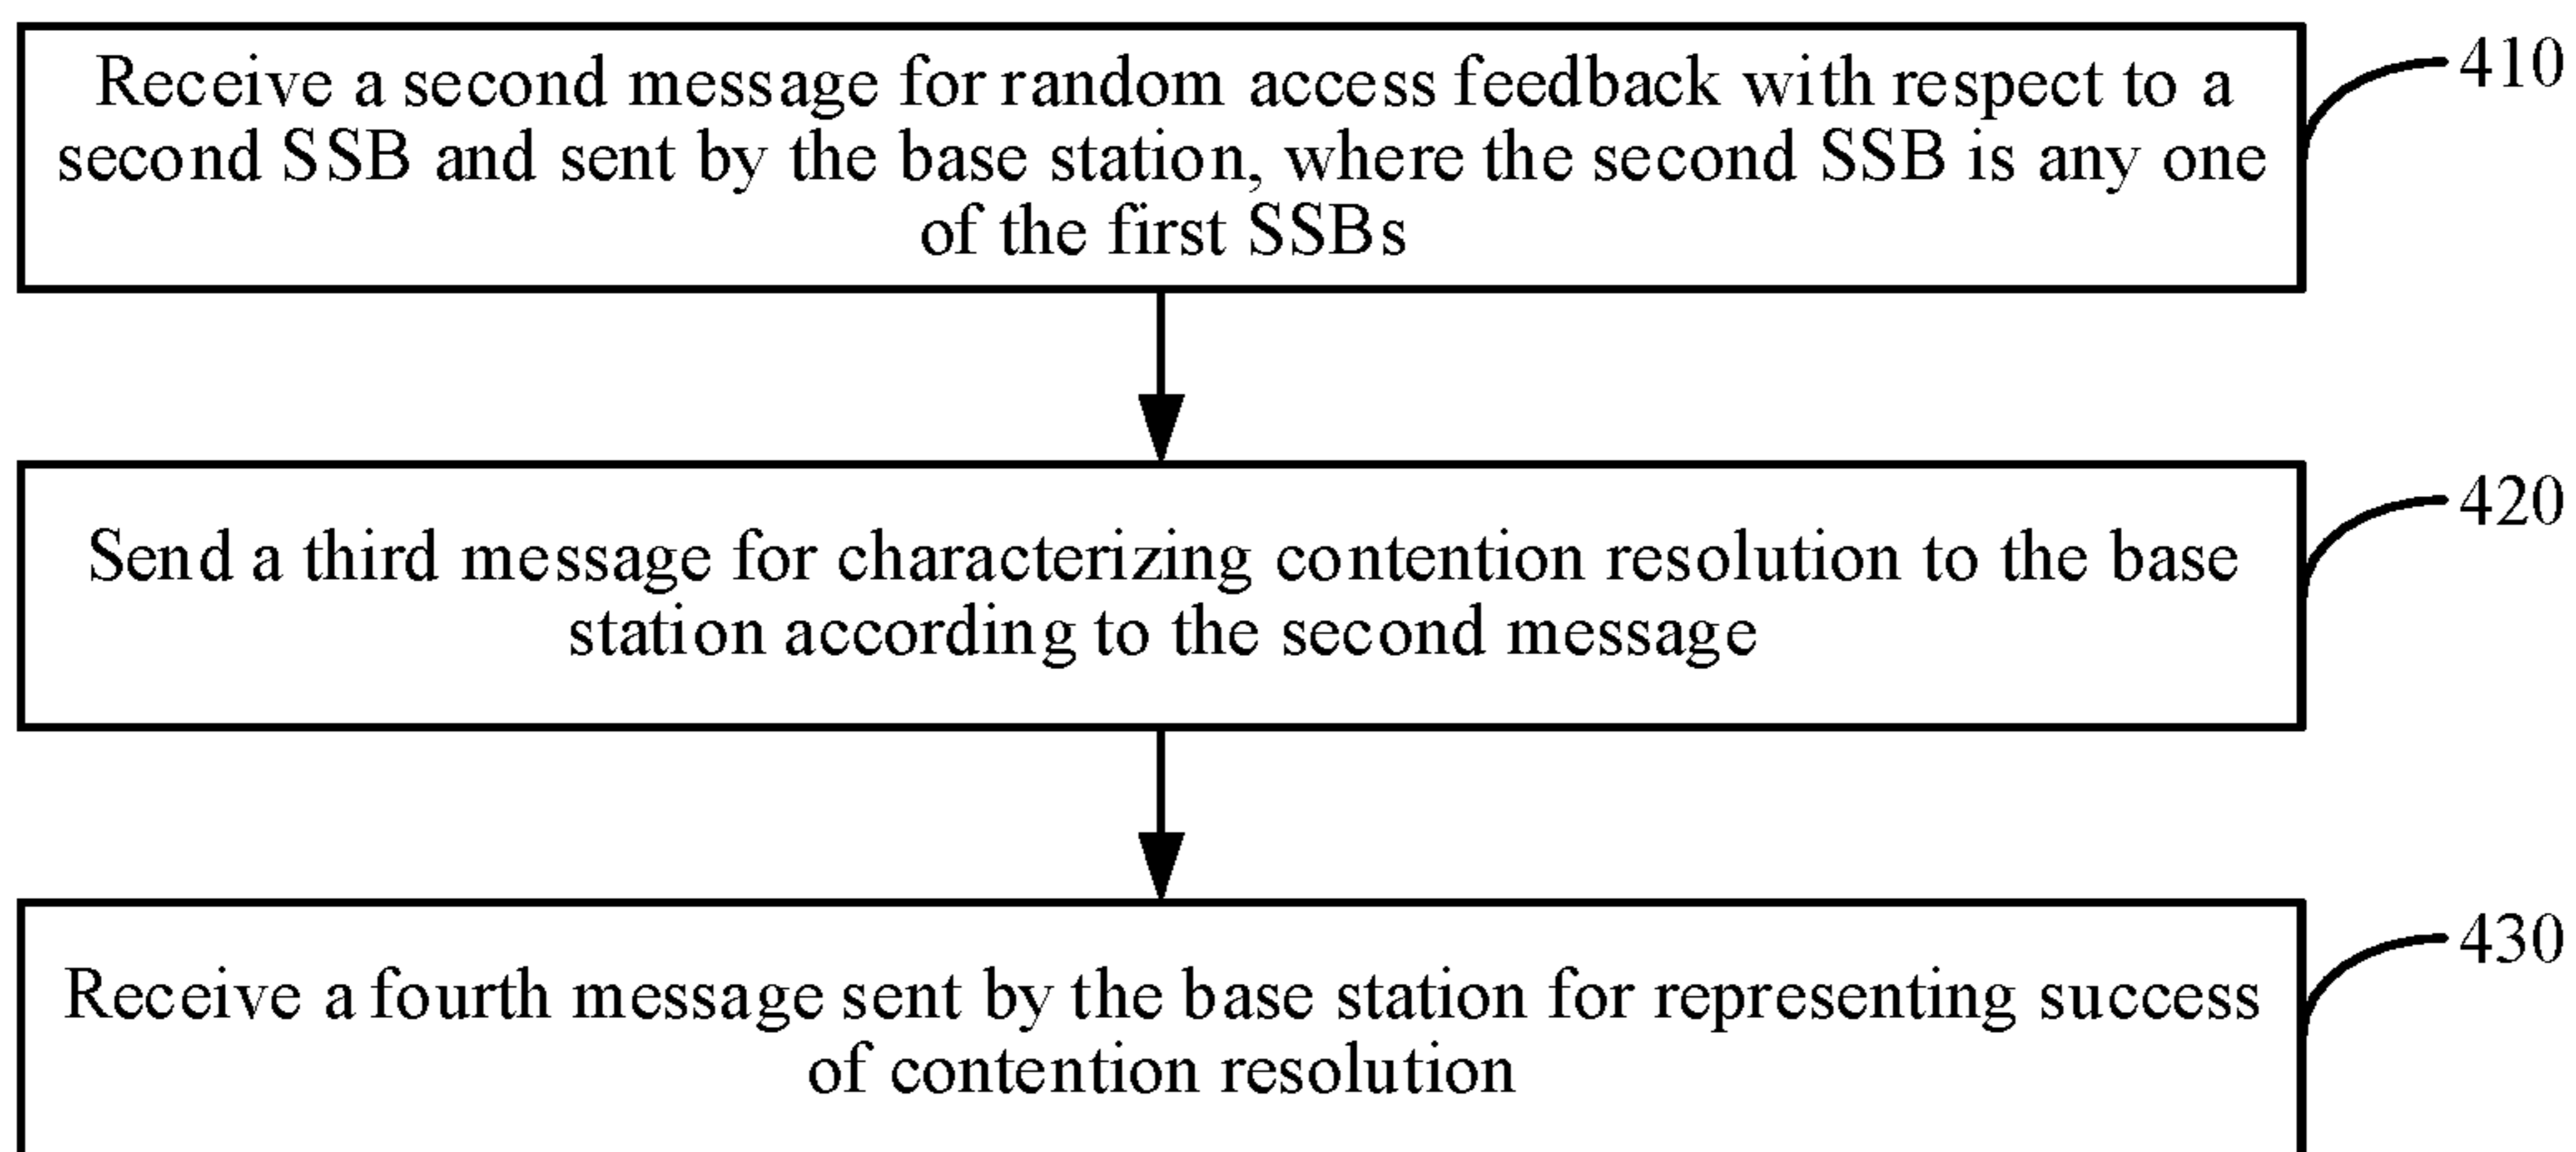 Receive a second message for random access feedback with respect to a
second SSB and sent by the base station, where the second SSB is any one
of the first SSBs
410
Send a third message for characterizing contention resolution to the base
station according to the second message
420
Receive a fourth message sent by the base station for representing success
of contention resolution
430